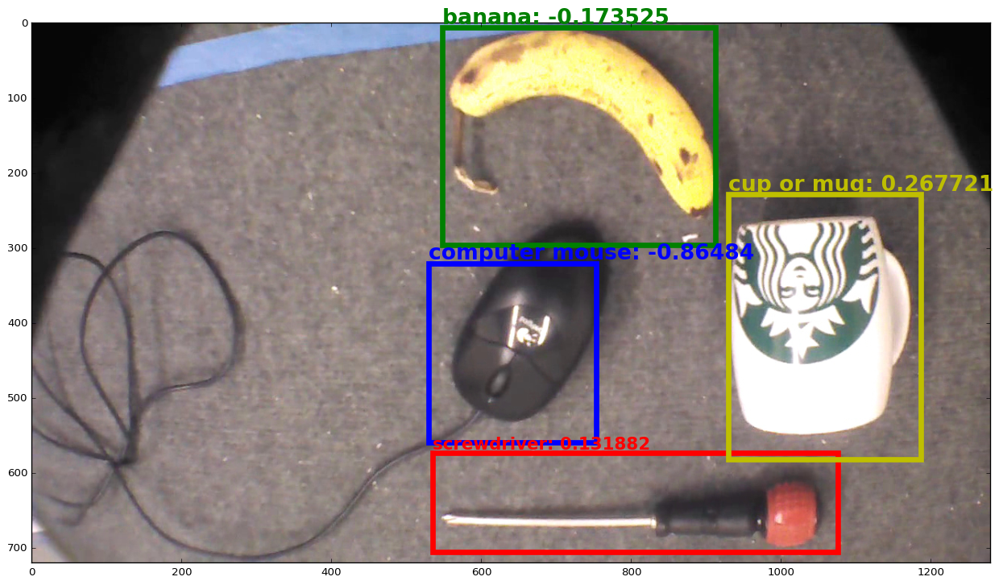 banana: -0.173525
0
100
200
cup or mug: 0.267721
300
computer mouse: -0.86484
400
500
screwdriver: 0.131882
600
700
0 200 400 600 800 1000 1200